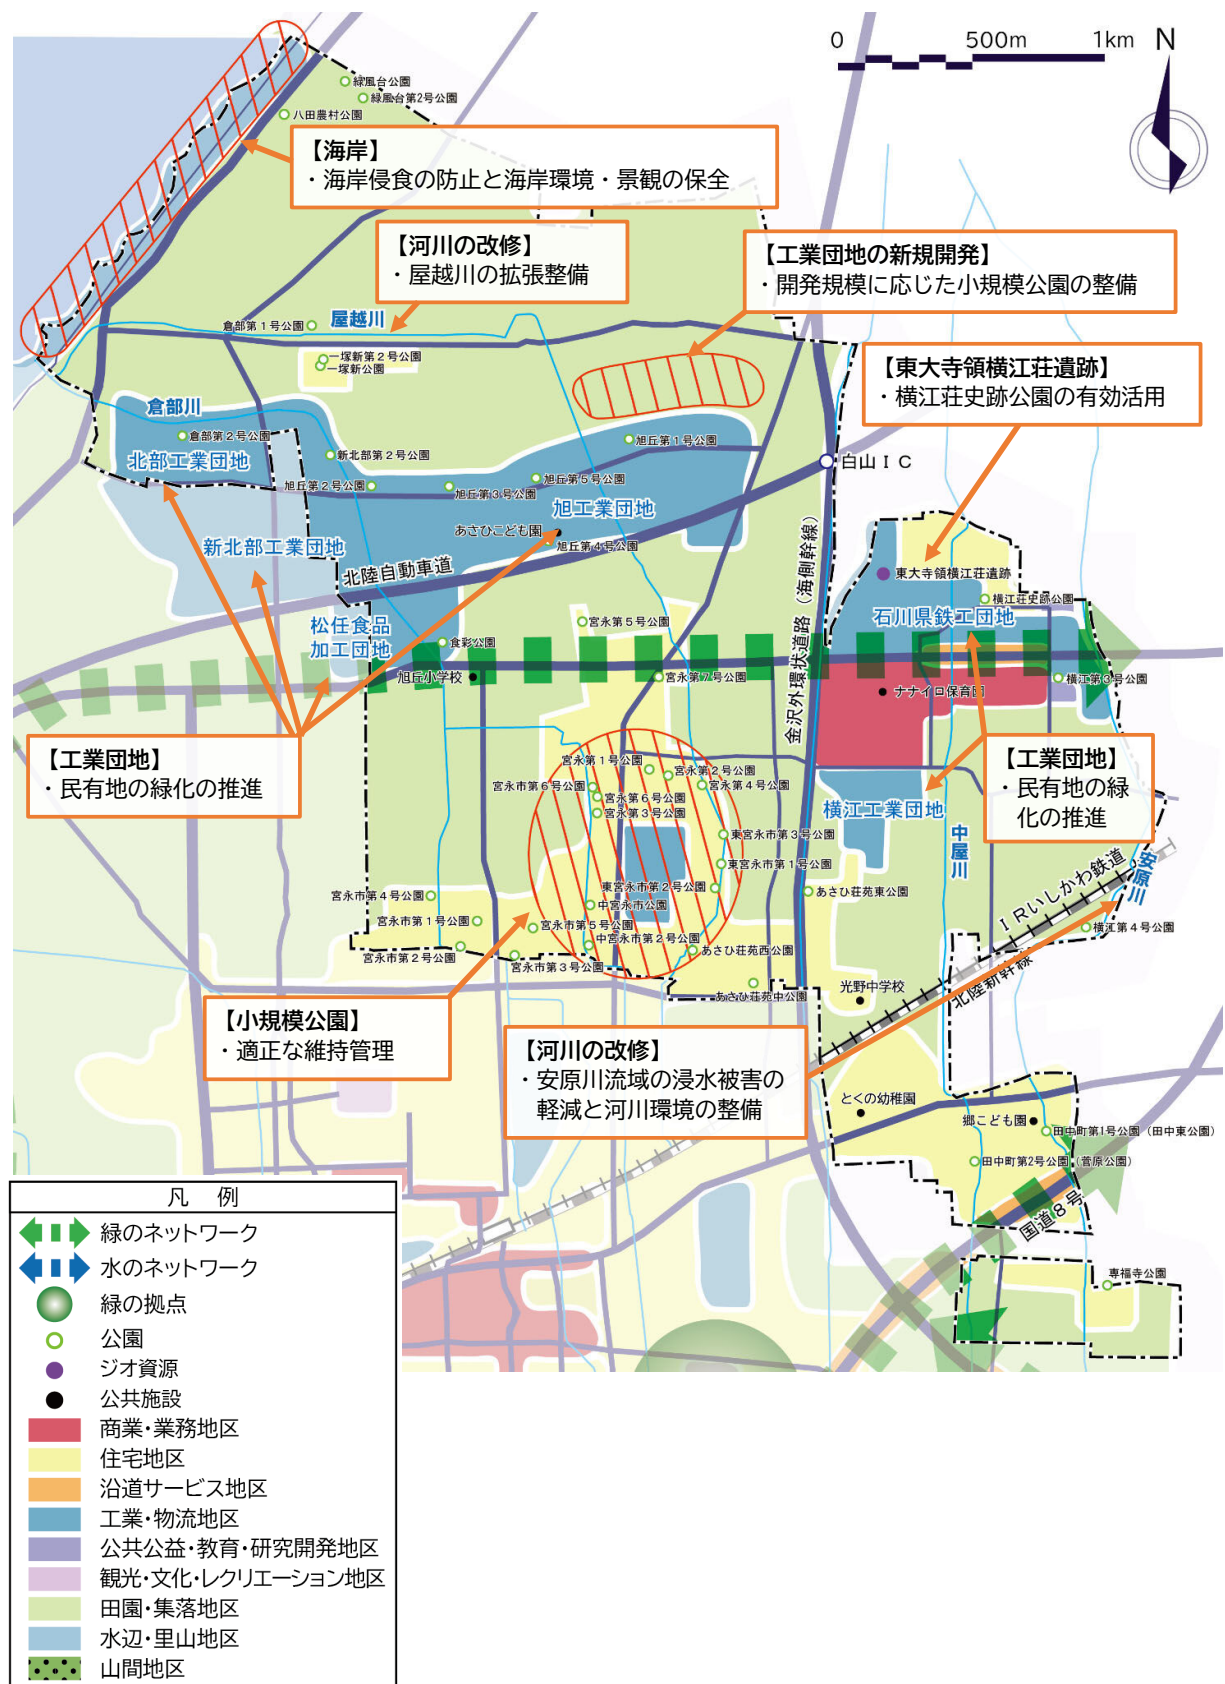 0 500m 1km N
緑風台公園
緑風台第2号公園
八田農村公園
【海岸】
・海岸侵食の防止と海岸環境・景観の保全
【河川の改修】
・屋越川の拡張整備
【工業団地の新規開発】
・開発規模に応じた小規模公園の整備
倉部第1号公園
屋越川
一塚新第2号公園
一塚新公園
【東大寺領横江荘遺跡】
・横江荘史跡公園の有効活用
倉部川
倉部第2号公園
北部工業団地
新北部第2号公園
旭丘第1号公園
旭丘第2号公園
旭丘第3号公園
旭丘第5号公園
白山IC
旭工業団地
あさひこども園
旭丘第4号公園
新北部工業団地
北陸自動車道
金沢外環状道路（海側幹線）
東大寺領横江荘遺跡
横江荘史跡公園
石川県鉄工団地
松任食品
加工団地
宮永第5号公園
食彩公園
旭丘小学校
宮永第7号公園
横江第3号公園
ナナイロ保育園
【工業団地】
・民有地の緑化の推進
【工業団地】
・民有地の緑
化の推進
宮永第1号公園
宮永第2号公園
宮永市第6号公園
宮永第4号公園
宮永第6号公園
宮永第3号公園
横江工業団地
東宮永市第3号公園
中屋川
安原川
東宮永市第1号公園
IRいしかわ鉄道
東宮永市第2号公園
あさひ荘苑東公園
宮永市第4号公園
中宮永市公園
宮永市第1号公園
宮永市第5号公園
横江第4号公園
中宮永市第2号公園
宮永市第2号公園
あさひ荘苑西公園
宮永市第3号公園
北陸新幹線
あさひ荘苑中公園
光野中学校
【小規模公園】
・適正な維持管理
【河川の改修】
・安原川流域の浸水被害の
軽減と河川環境の整備
とくの幼稚園
郷こども園
田中町第1号公園（田中東公園）
田中町第2号公園（菅原公園）
国道8号
専福寺公園
凡 例
緑のネットワーク
水のネットワーク
緑の拠点
公園
ジオ資源
公共施設
商業・業務地区
住宅地区
沿道サービス地区
工業・物流地区
公共公益・教育・研究開発地区
観光・文化・レクリエーション地区
田園・集落地区
水辺・里山地区
山間地区